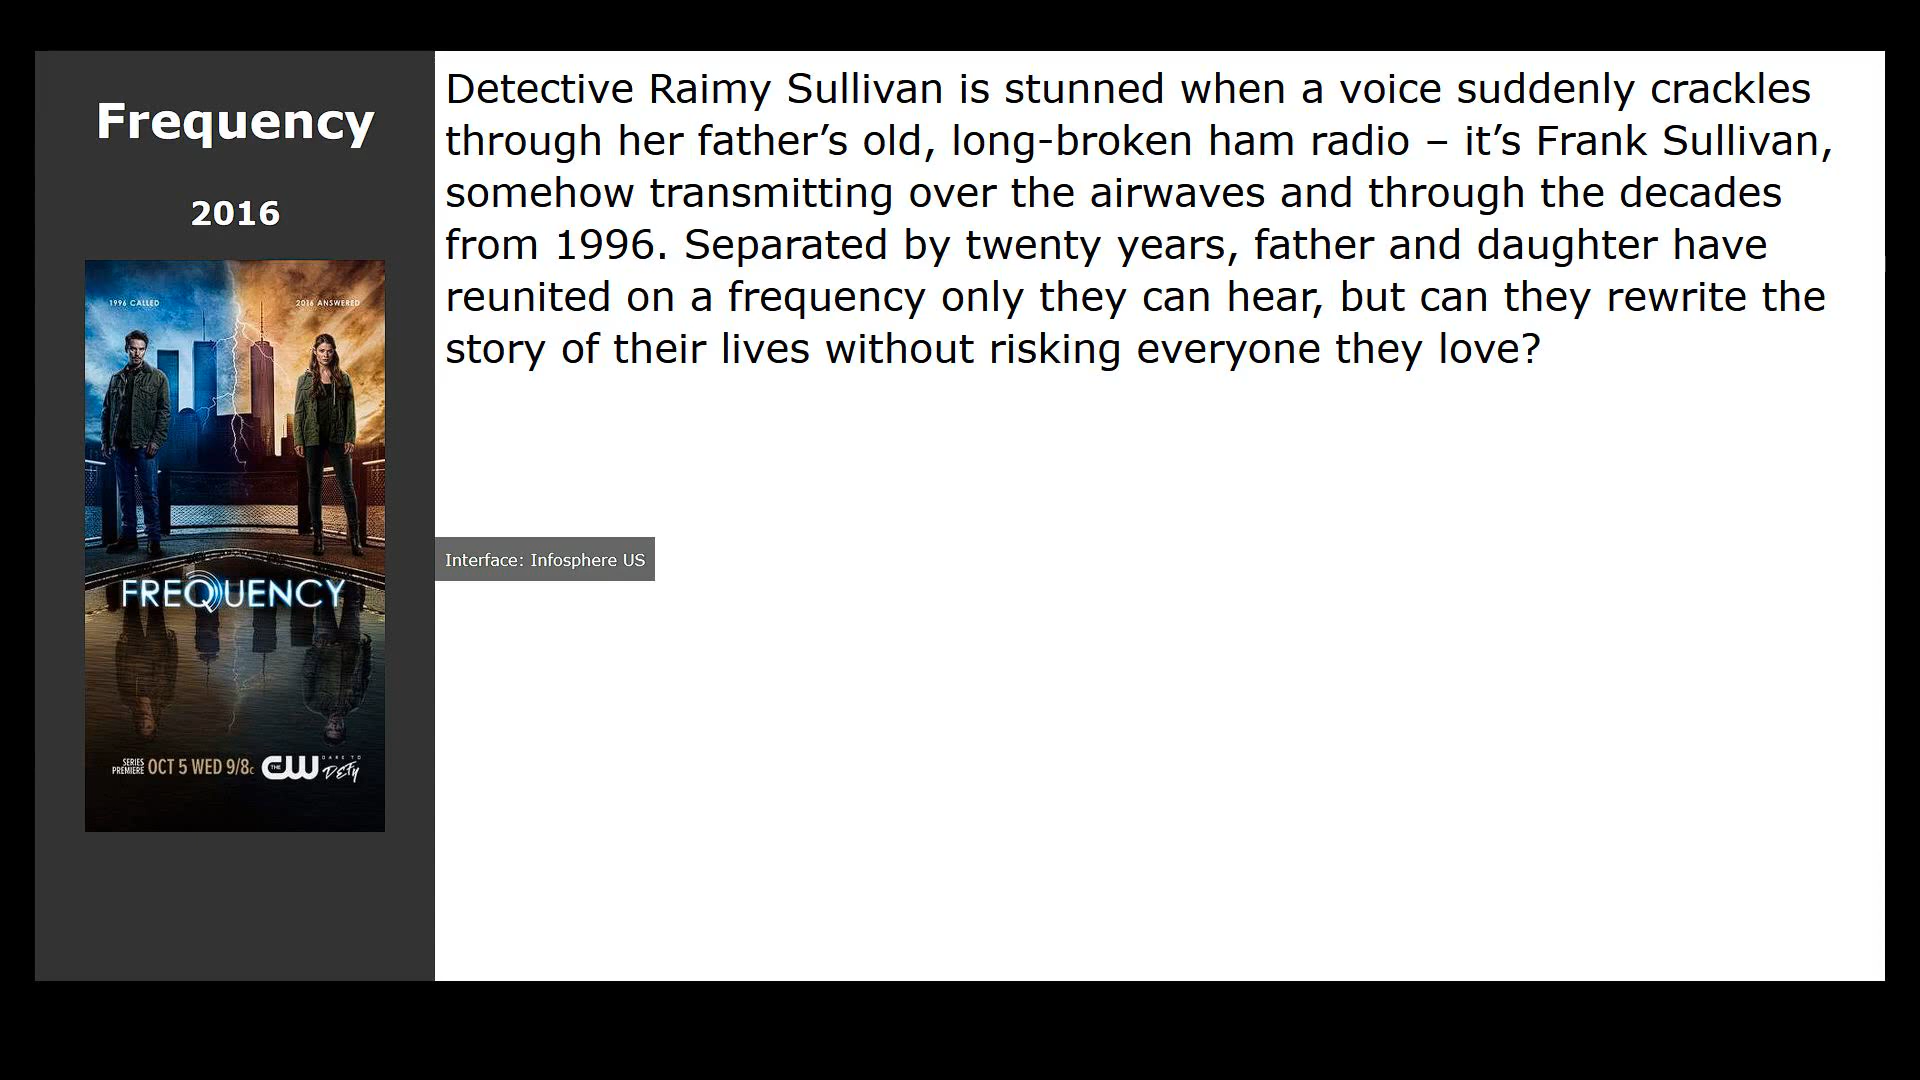 Frequency
2016
1996 CALLED
2016 ANSWERED
FREQUENCY
SERIES PREMIERE OCT 5 WED 9/8c THE CW DARE TO DEFY
Detective Raimy Sullivan is stunned when a voice suddenly crackles
through her father’s old, long-broken ham radio – it’s Frank Sullivan,
somehow transmitting over the airwaves and through the decades
from 1996. Separated by twenty years, father and daughter have
reunited on a frequency only they can hear, but can they rewrite the
story of their lives without risking everyone they love?
Interface: Infosphere US